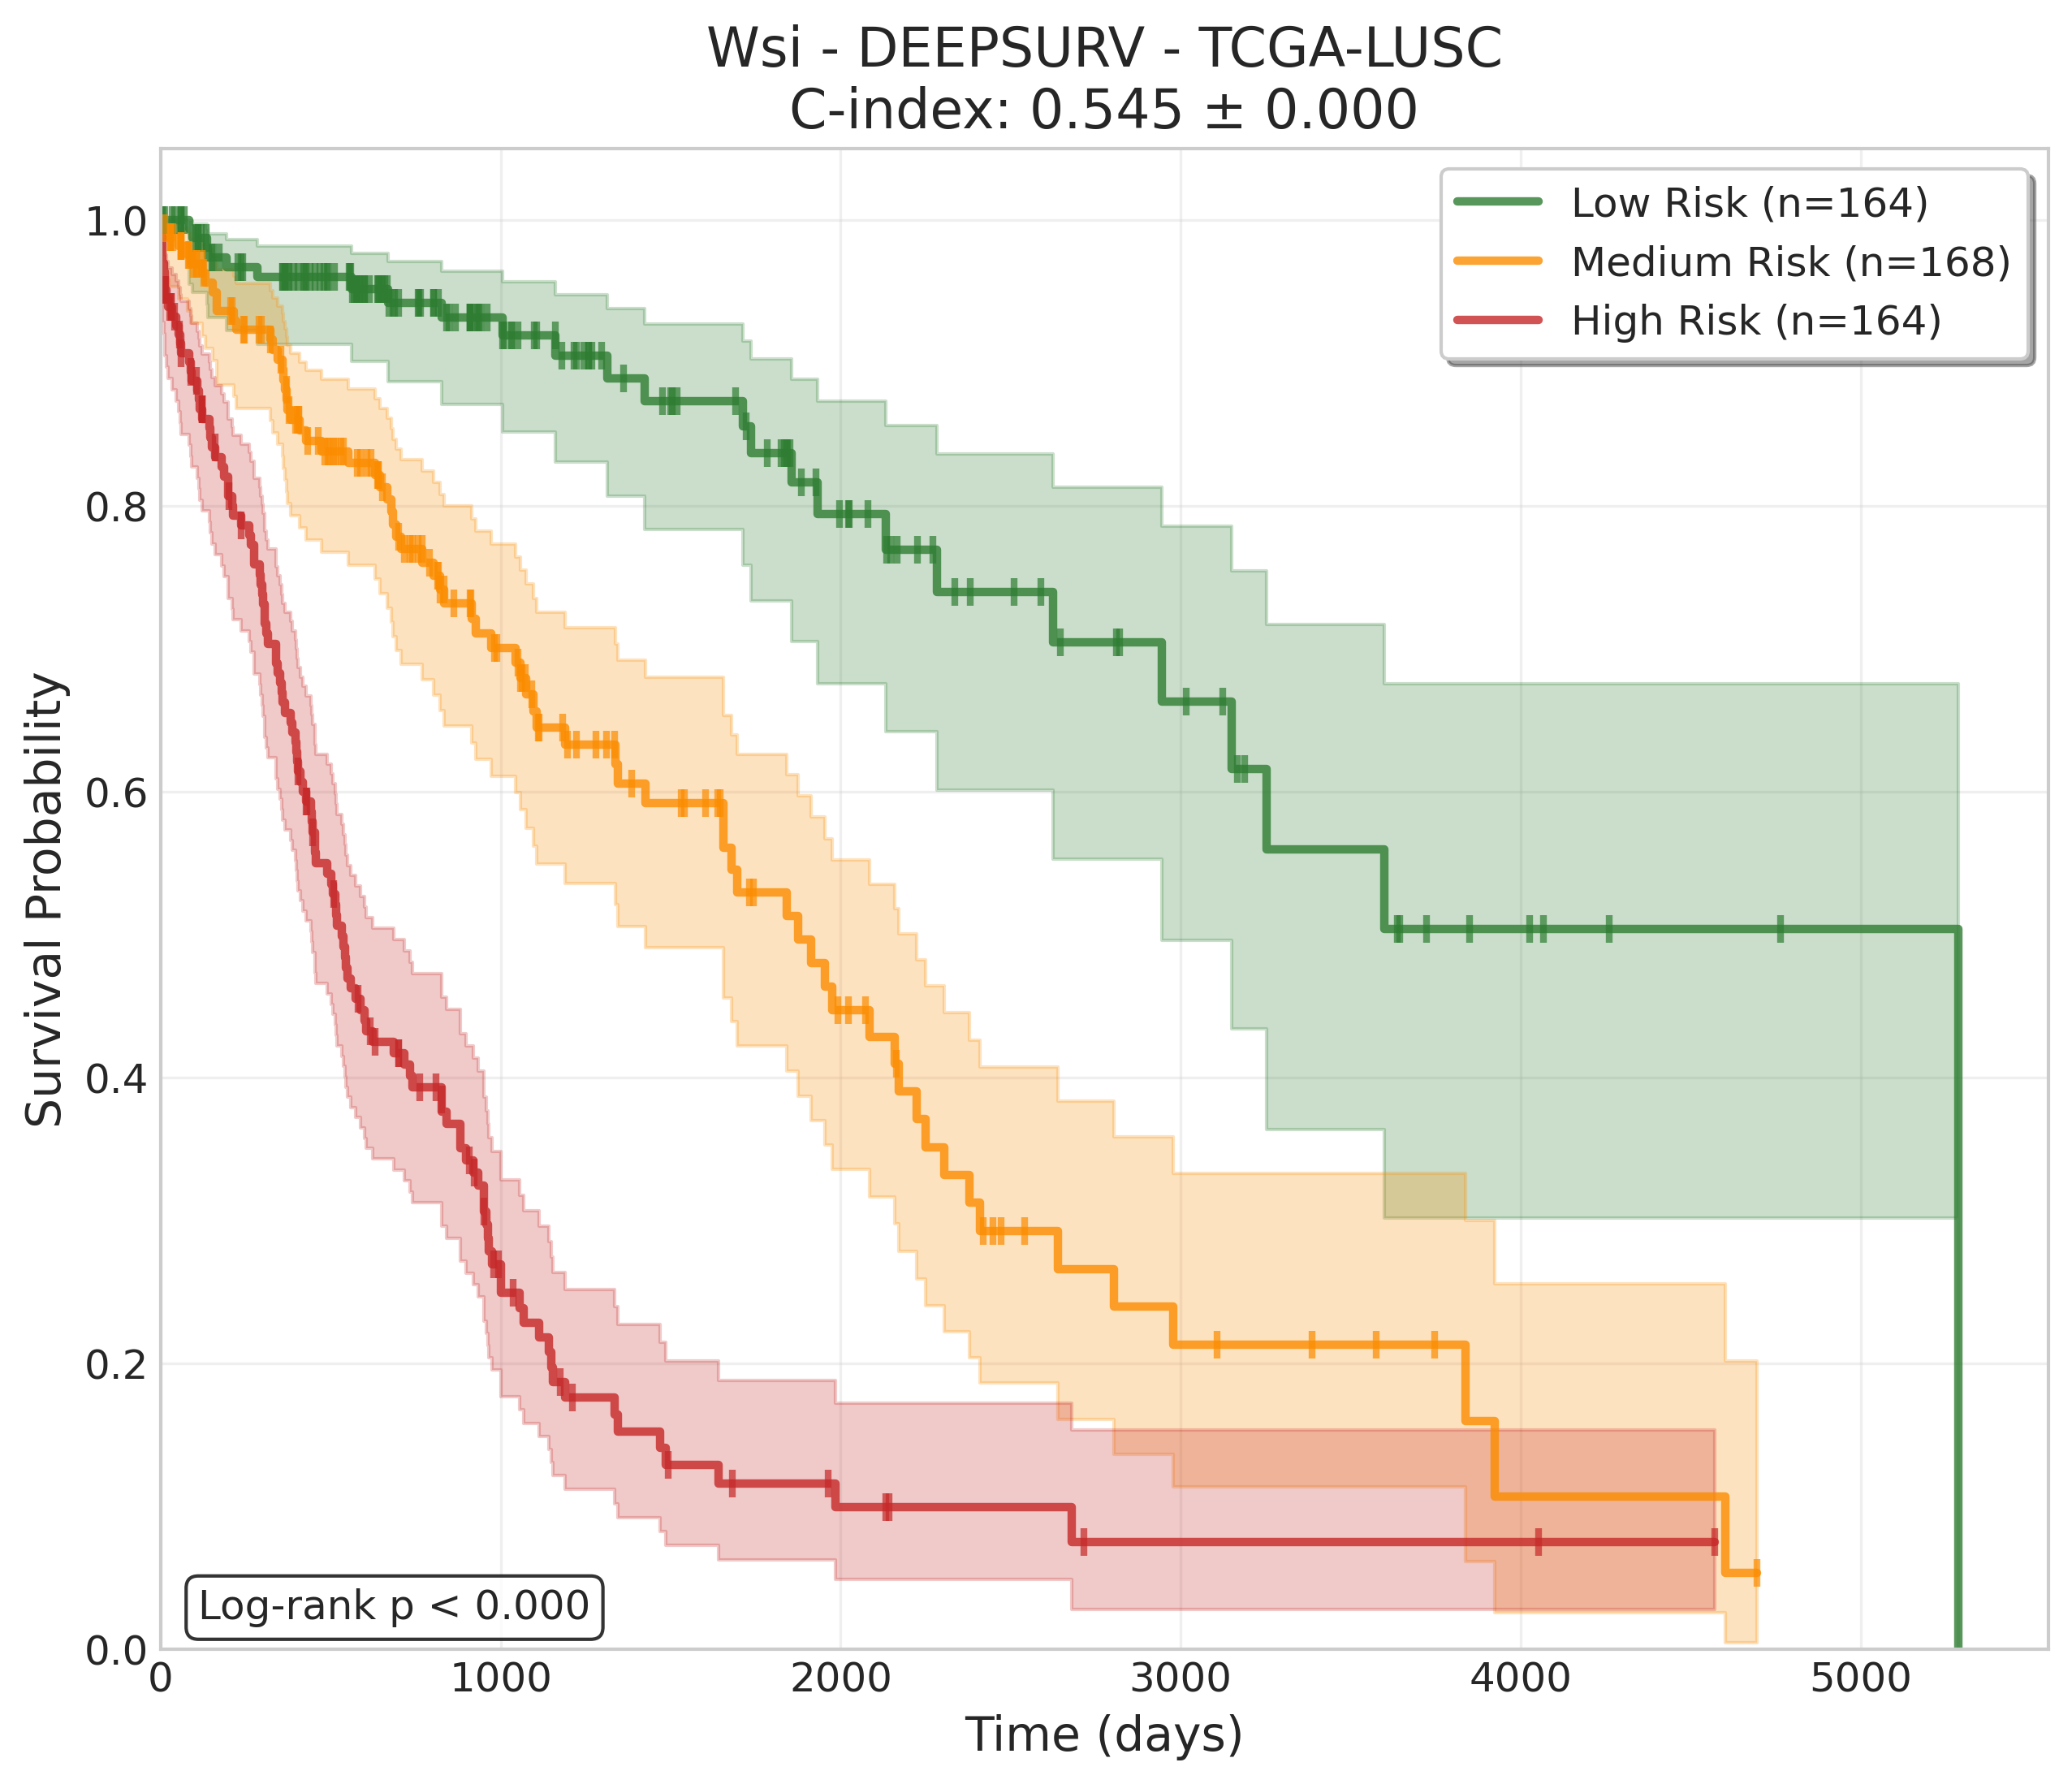 Wsi - DEEPSURV - TCGA-LUSC
C-index: 0.545 ± 0.000
Low Risk (n=164)
Medium Risk (n=168)
High Risk (n=164)
Survival Probability
1.0
0.8
0.6
0.4
0.2
0.0
Log-rank p < 0.000
0 1000 2000 3000 4000 5000
Time (days)